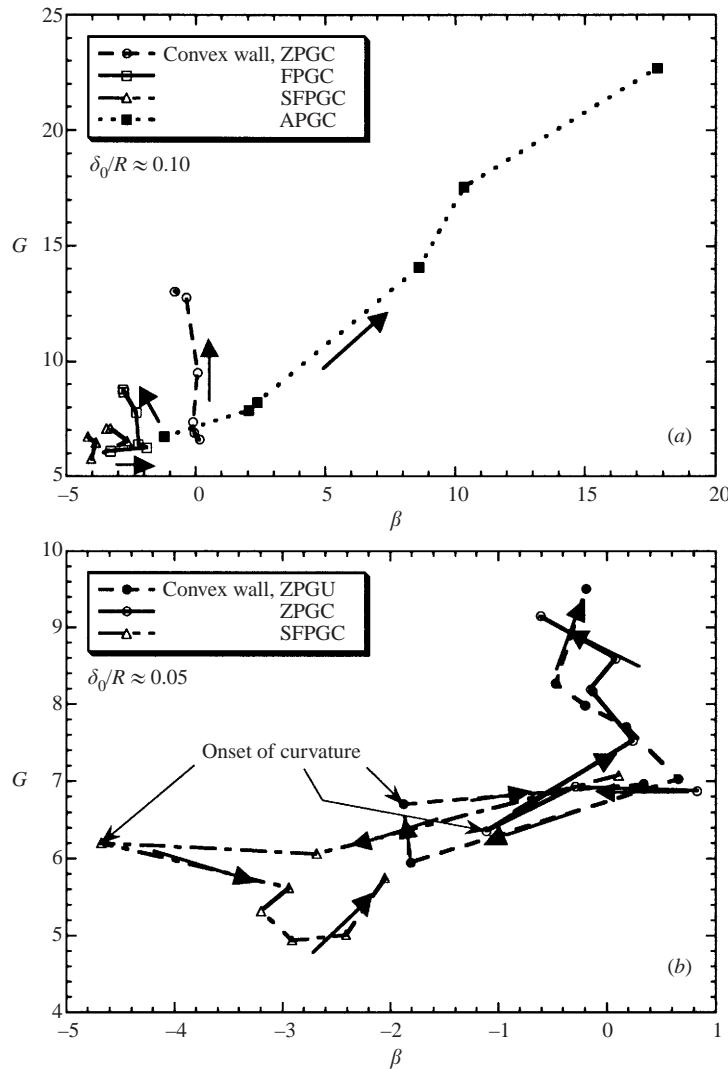 25
Convex wall, ZPGC
FPGC
SFPGC
APGC
20
δ0/R ≈ 0.10
G 15
10
(a)
5
–5 0 5 10 15 20
β
10
Convex wall, ZPGU
ZPGC
9
SFPGC
δ0/R ≈ 0.05
8
Onset of curvature
G 7
6
5
(b)
4
–5 –4 –3 –2 –1 0 1
β